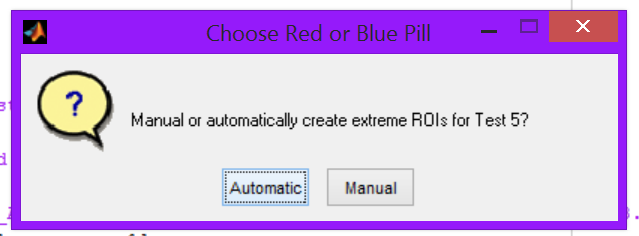 Choose Red or Blue Pill
?
Manual or automatically create extreme ROIs for Test 5?
Automatic Manual